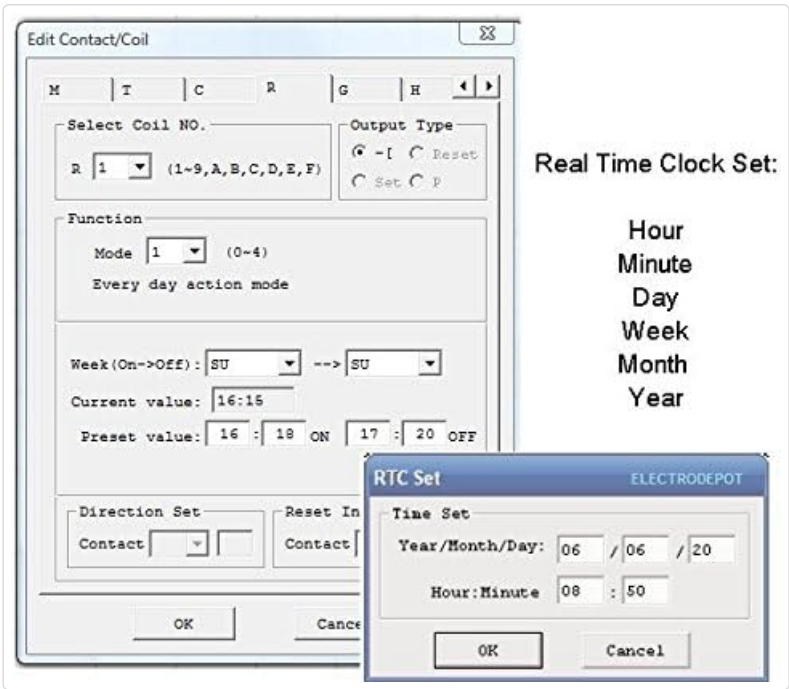 Edit Contact/Coil
M T C R G H
Select Coil NO.
R 1 (1~9,A,B,C,D,E,F)
Output Type
-[ Reset
Set P
Function
Mode 1 (0~4)
Every day action mode
Week(On->Off): SU --> SU
Current value: 16:15
Preset value: 16 : 18 ON 17 : 20 OFF
Direction Set
Contact
Reset In
Contact
OK Cance
Real Time Clock Set:
Hour
Minute
Day
Week
Month
Year
RTC Set ELECTRODEPOT
Time Set
Year/Month/Day: 06 / 06 / 20
Hour:Minute 08 : 50
OK Cancel